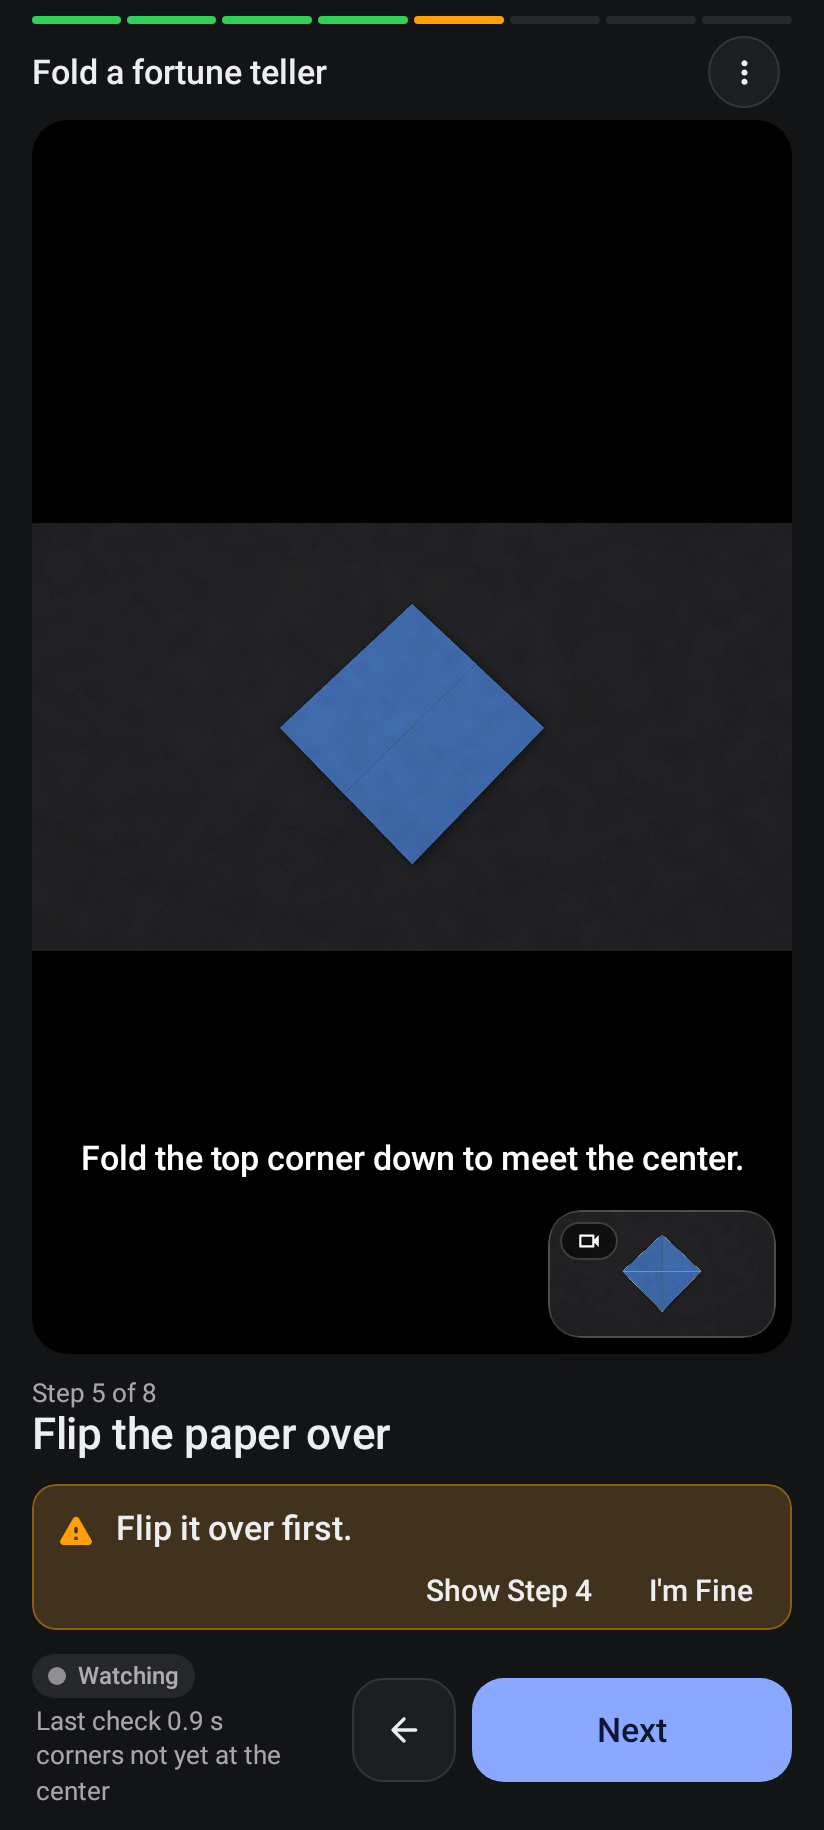 Fold a fortune teller
Fold the top corner down to meet the center.
Step 5 of 8
Flip the paper over
Flip it over first.
Show Step 4
I'm Fine
Watching
Last check 0.9 s
corners not yet at the
center
Next